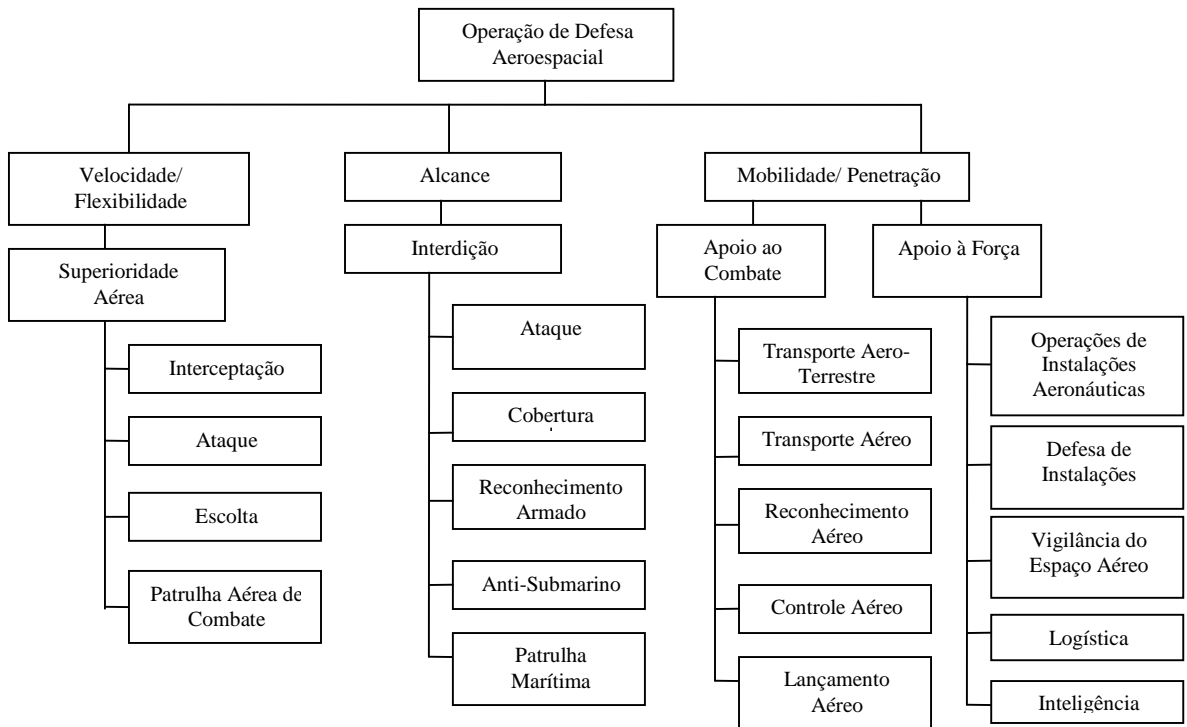 Operação de Defesa
Aeroespacial
Velocidade/
Flexibilidade
Alcance
Mobilidade/ Penetração
Superioridade
Aérea
Interdição
Apoio ao
Combate
Apoio à Força
Interceptação
Ataque
Escolta
Patrulha Aérea de
Combate
Ataque
Cobertura
Reconhecimento
Armado
Anti-Submarino
Patrulha
Marítima
Transporte Aero-
Terrestre
Transporte Aéreo
Reconhecimento
Aéreo
Controle Aéreo
Lançamento
Aéreo
Operações de
Instalações
Aeronáuticas
Defesa de
Instalações
Vigilância do
Espaço Aéreo
Logística
Inteligência